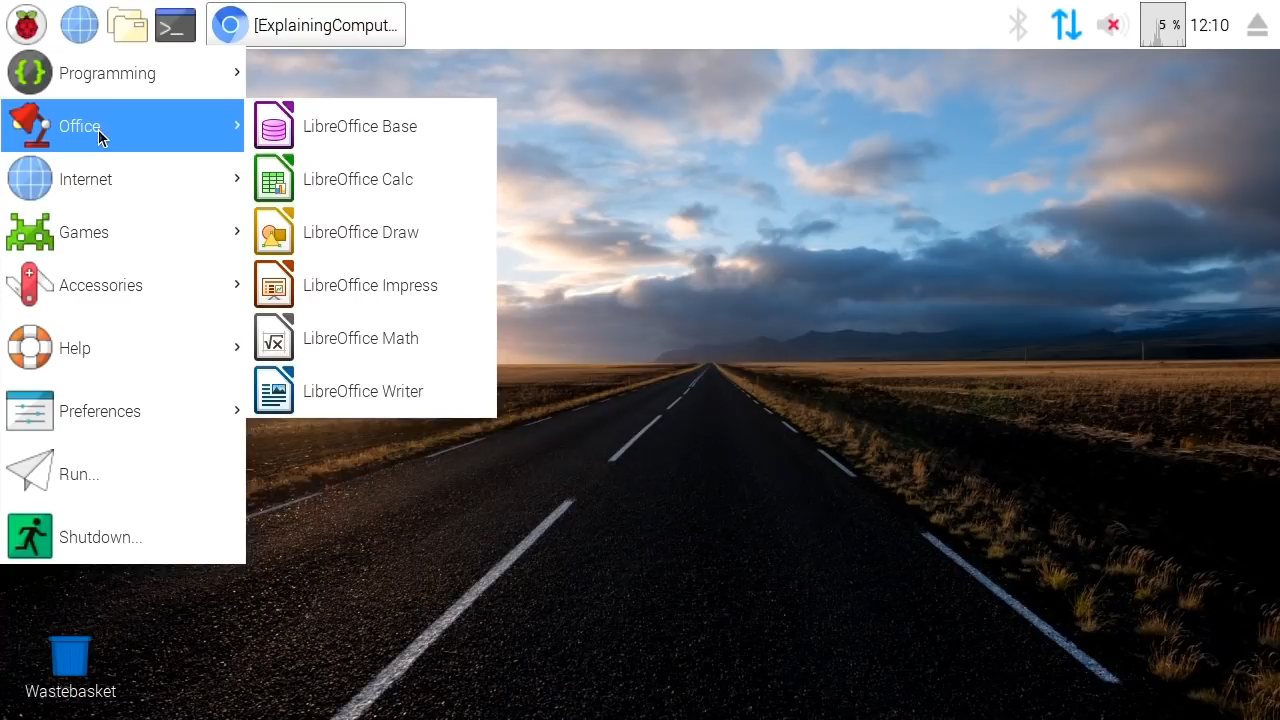 [ExplainingComput...
5 %
12:10
Programming
Office
Internet
Games
Accessories
Help
Preferences
Run...
Shutdown...
LibreOffice Base
LibreOffice Calc
LibreOffice Draw
LibreOffice Impress
LibreOffice Math
LibreOffice Writer
Wastebasket